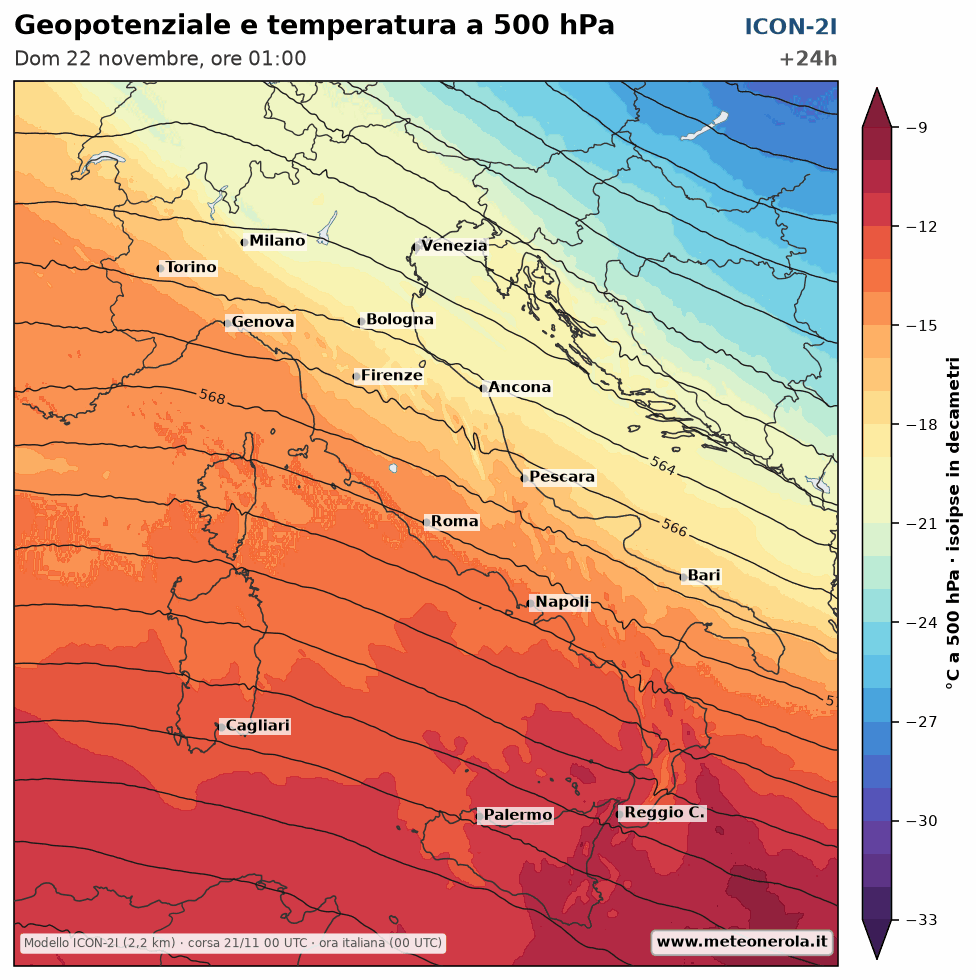 Geopotenziale e temperatura a 500 hPa
ICON-2I
Dom 22 novembre, ore 01:00
+24h
Milano
Venezia
Torino
Genova
Bologna
Firenze
Ancona
568
564
Pescara
Roma
566
Bari
Napoli
5
Cagliari
Palermo
Reggio C.
Modello ICON-2I (2,2 km) · corsa 21/11 00 UTC · ora italiana (00 UTC)
www.meteonerola.it
−9
−12
−15
−18
−21
−24
−27
−30
−33
°C a 500 hPa · isoipse in decametri